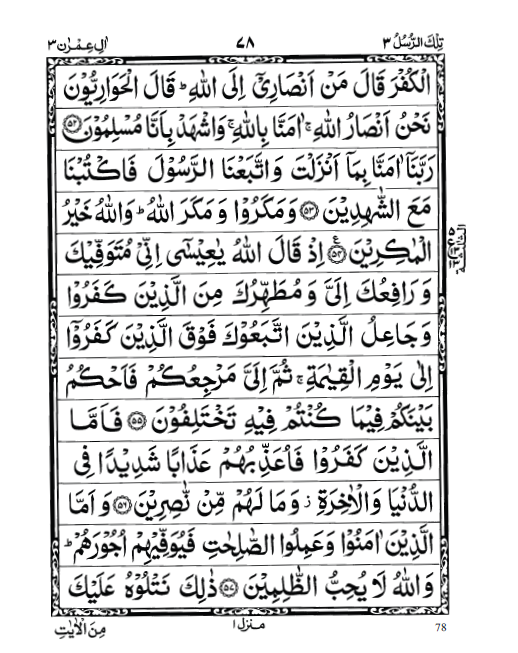 تِلْكَ الرُّسُلُ ٣ ٧٨ اٰلِ عِمْرٰن ٣
الْكُفْرَ قَالَ مَنْ اَنْصَارِيْۤ اِلَى اللّٰهِ ؕ قَالَ الْحَوَارِيُّوْنَ
نَحْنُ اَنْصَارُ اللّٰهِ ۚ اٰمَنَّا بِاللّٰهِ ۚ وَاشْهَدْ بِاَنَّا مُسْلِمُوْنَ ﴿۵۲﴾
رَبَّنَاۤ اٰمَنَّا بِمَاۤ اَنْزَلْتَ وَاتَّبَعْنَا الرَّسُوْلَ فَاكْتُبْنَا
مَعَ الشّٰهِدِيْنَ ﴿۵۳﴾ وَمَكَرُوْا وَمَكَرَ اللّٰهُ ؕ وَاللّٰهُ خَيْرُ
الْمٰكِرِيْنَ ﴿۵۴﴾ اِذْ قَالَ اللّٰهُ يٰعِيْسٰۤى اِنِّيْ مُتَوَفِّيْكَ
وَرَافِعُكَ اِلَيَّ وَمُطَهِّرُكَ مِنَ الَّذِيْنَ كَفَرُوْا
وَجَاعِلُ الَّذِيْنَ اتَّبَعُوْكَ فَوْقَ الَّذِيْنَ كَفَرُوْۤا
اِلٰى يَوْمِ الْقِيٰمَةِ ۚ ثُمَّ اِلَيَّ مَرْجِعُكُمْ فَاَحْكُمُ
بَيْنَكُمْ فِيْمَا كُنْتُمْ فِيْهِ تَخْتَلِفُوْنَ ﴿۵۵﴾ فَاَمَّا
الَّذِيْنَ كَفَرُوْا فَاُعَذِّبُهُمْ عَذَابًا شَدِيْدًا فِى
الدُّنْيَا وَالْاٰخِرَةِ ؗ وَمَا لَهُمْ مِّنْ نّٰصِرِيْنَ ﴿۵۶﴾ وَاَمَّا
الَّذِيْنَ اٰمَنُوْا وَعَمِلُوا الصّٰلِحٰتِ فَيُوَفِّيْهِمْ اُجُوْرَهُمْ ؕ
وَاللّٰهُ لَا يُحِبُّ الظّٰلِمِيْنَ ﴿۵۷﴾ ذٰلِكَ نَتْلُوْهُ عَلَيْكَ
مِنَ الْاٰيٰتِ منزل ١ 78